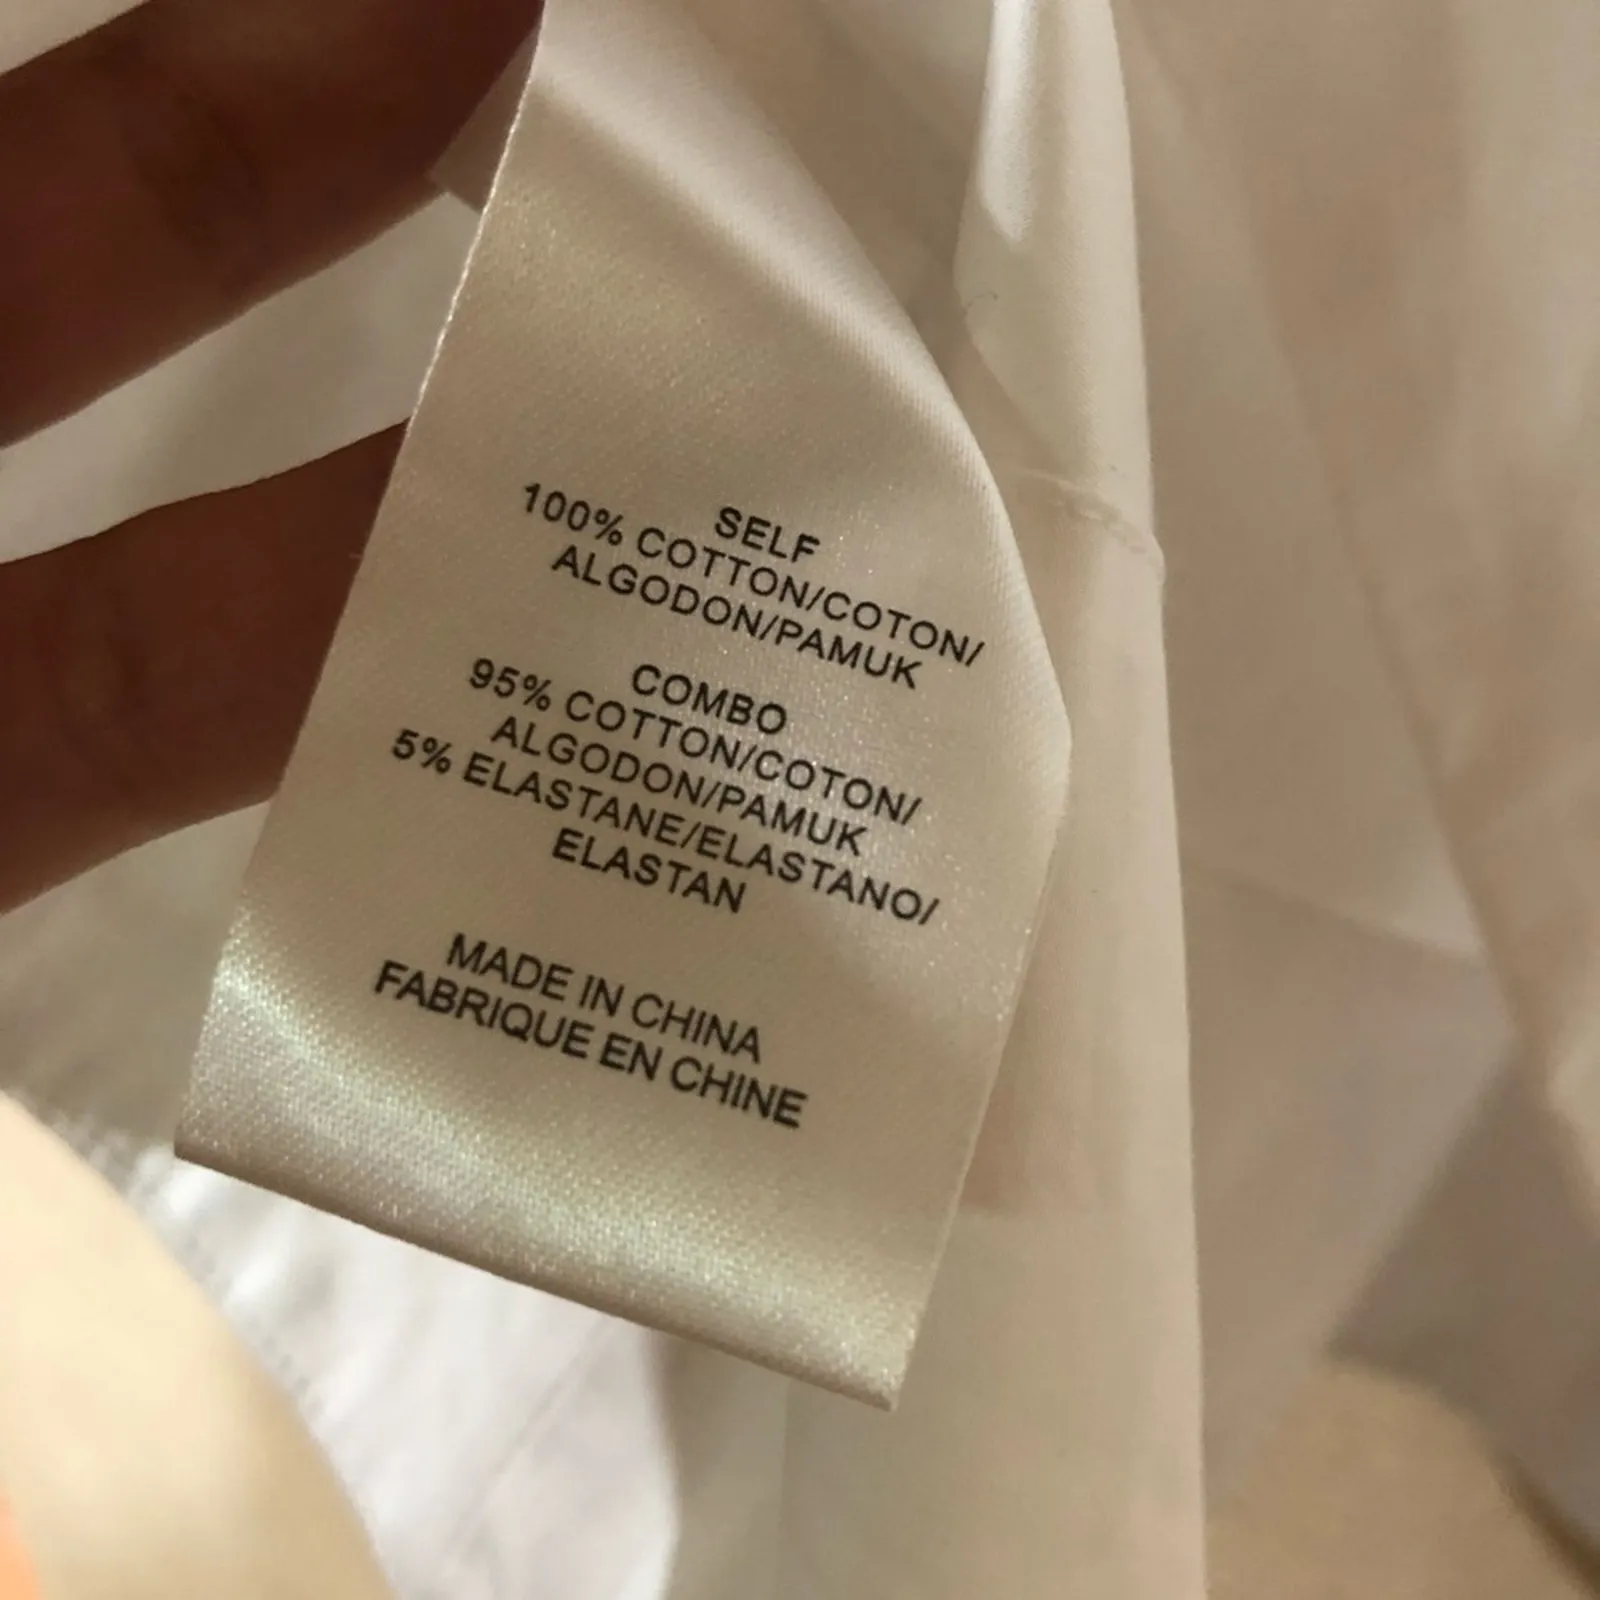 SELF
100% COTTON/COTON/
ALGODON/PAMUK
COMBO
95% COTTON/COTON/
ALGODON/PAMUK
5% ELASTANE/ELASTANO/
ELASTAN
MADE IN CHINA
FABRIQUE EN CHINE